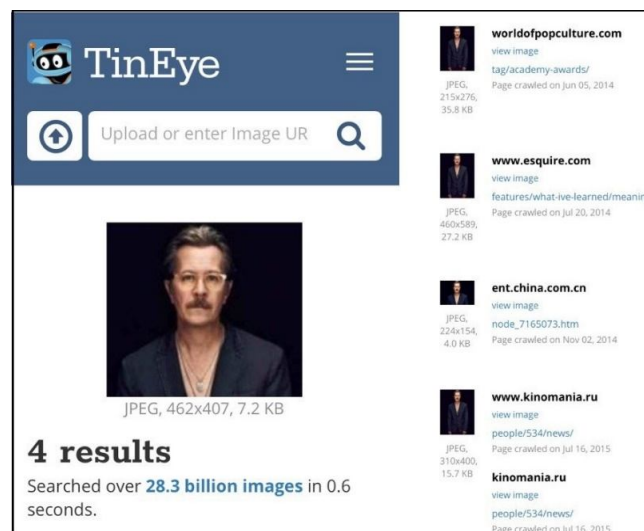 TinEye
Upload or enter Image UR
JPEG, 462x407, 7.2 KB
4 results
Searched over 28.3 billion images in 0.6
seconds.
worldofpopculture.com
view image
tag/academy-awards/
Page crawled on Jun 05, 2014
JPEG,
215x276,
35.8 KB
www.esquire.com
view image
features/what-ive-learned/meanin
Page crawled on Jul 20, 2014
JPEG,
460x589,
27.2 KB
ent.china.com.cn
view image
node_7165073.htm
Page crawled on Nov 02, 2014
JPEG,
224x154,
4.0 KB
www.kinomania.ru
view image
people/534/news/
Page crawled on Jul 16, 2015
JPEG,
310x400,
15.7 KB
kinomania.ru
view image
people/534/news/
Page crawled on Jul 16, 2015